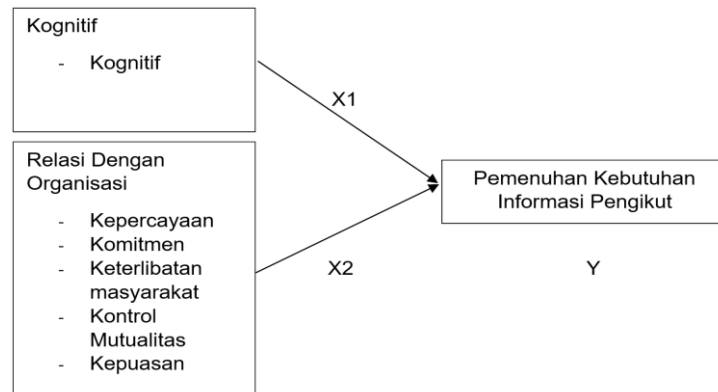 Kognitif
- Kognitif
X1
Relasi Dengan
Organisasi
- Kepercayaan
- Komitmen
- Keterlibatan
masyarakat
- Kontrol
Mutualitas
- Kepuasan
X2
Pemenuhan Kebutuhan
Informasi Pengikut
Y